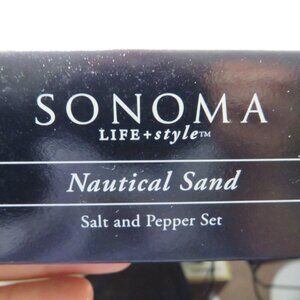 SONOMA
LIFE+style™
Nautical Sand
Salt and Pepper Set